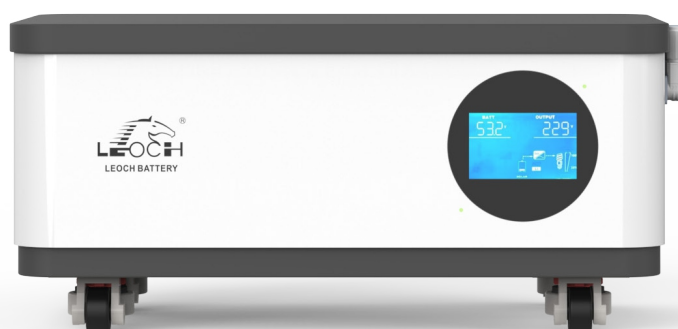 ®
LEOCH
LEOCH BATTERY
BATT OUTPUT
53.2 229